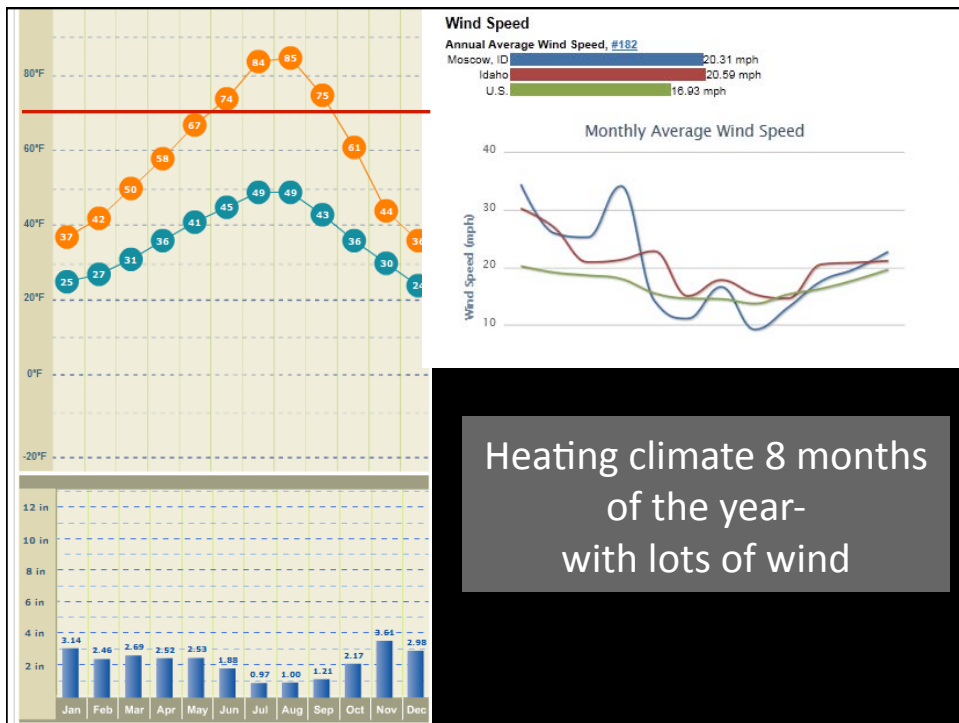 80°F
60°F
40°F
20°F
0°F
-20°F
37 42 50 58 67 74 84 85 75 61 44 36
25 27 31 36 41 45 49 49 43 36 30 24
12 in
10 in
8 in
6 in
4 in
2 in
3.14 2.46 2.69 2.52 2.53 1.88 0.97 1.00 1.21 2.17 3.61 2.98
Jan Feb Mar Apr May Jun Jul Aug Sep Oct Nov Dec
Wind Speed
Annual Average Wind Speed, #182
Moscow, ID 20.31 mph
Idaho 20.59 mph
U.S. 16.93 mph
Monthly Average Wind Speed
Wind Speed (mph)
40
30
20
10
Heating climate 8 months
of the year-
with lots of wind